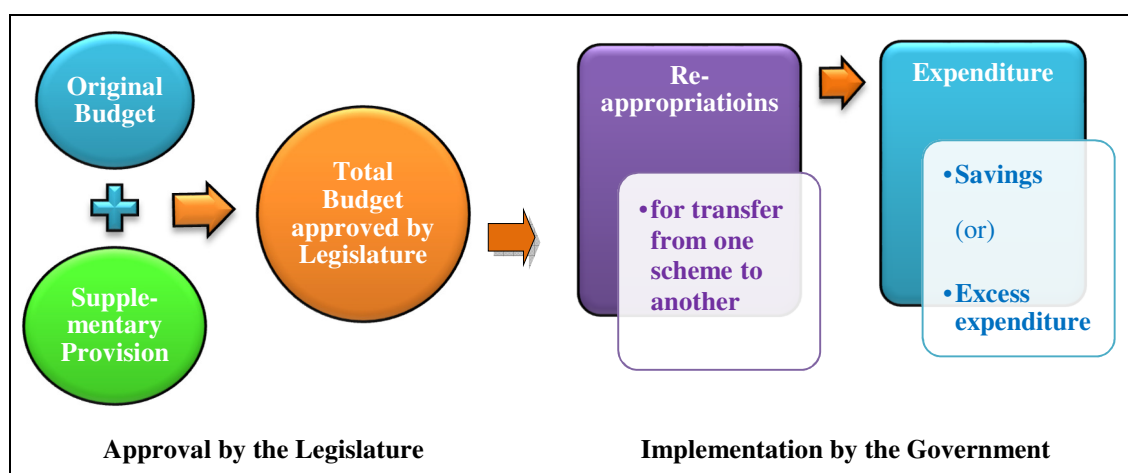 Original
Budget
Supple-
mentary
Provision
Total
Budget
approved by
Legislature
Re-
appropriatioins
•for transfer
from one
scheme to
another
Expenditure
•Savings
(or)
•Excess
expenditure
Approval by the Legislature
Implementation by the Government